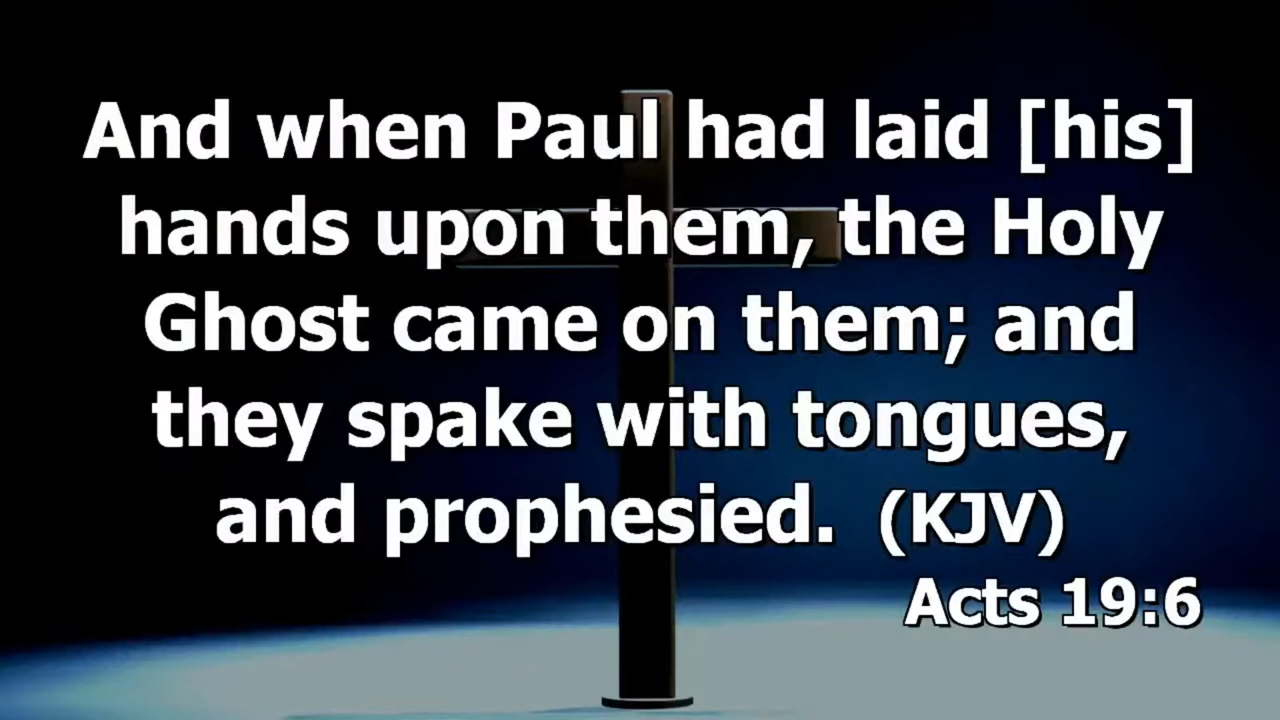 And when Paul had laid [his]
hands upon them, the Holy
Ghost came on them; and
they spake with tongues,
and prophesied. (KJV)
Acts 19:6